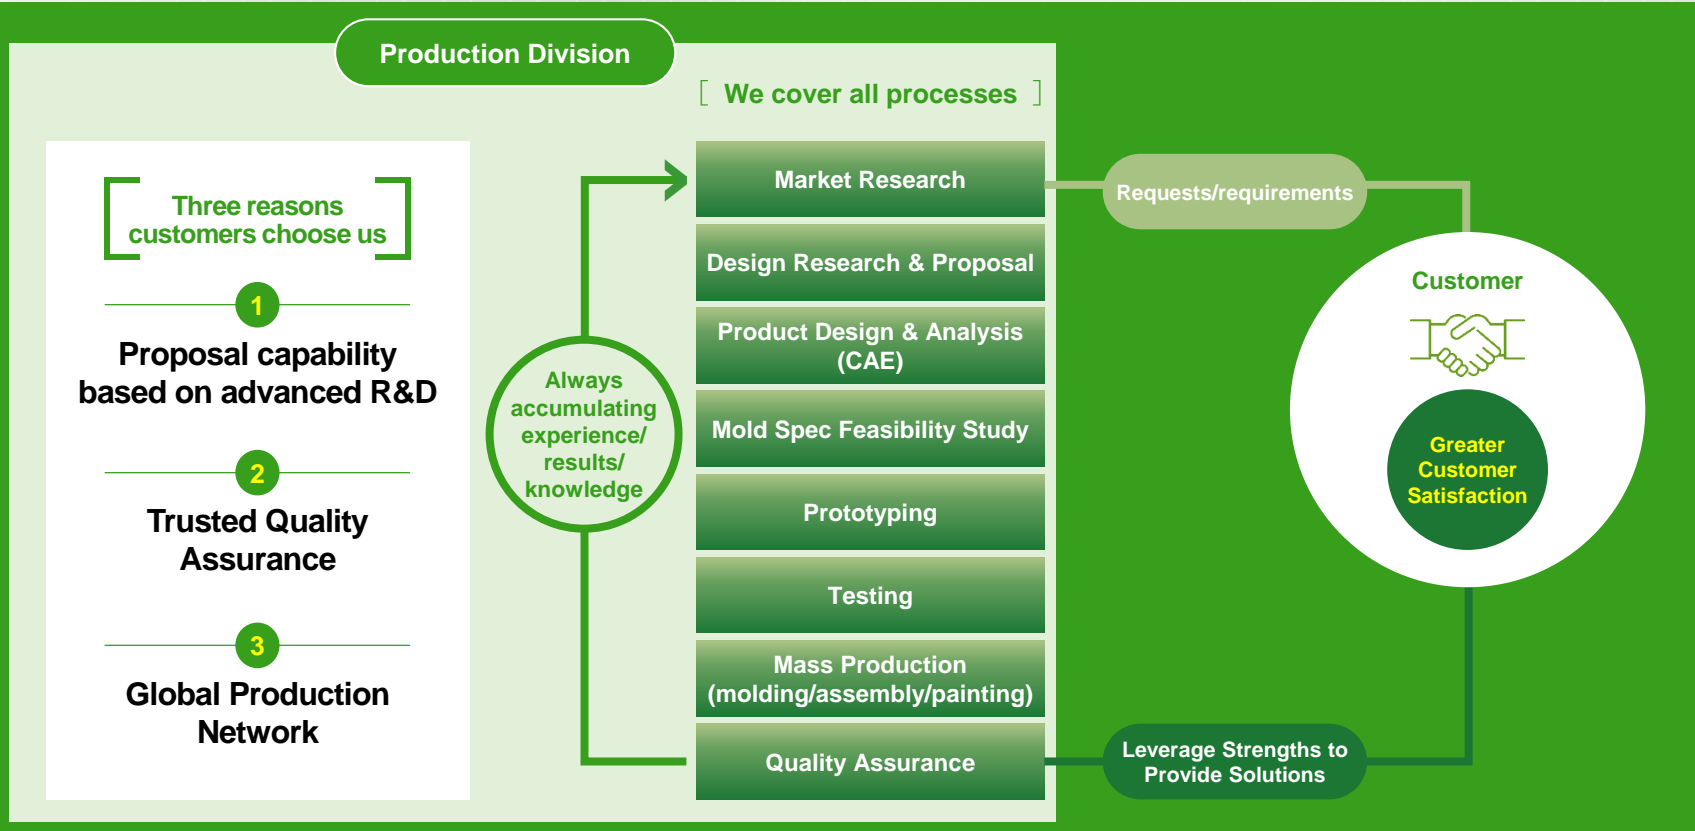 Production Division
[ We cover all processes ]
Three reasons
customers choose us
1
Proposal capability
based on advanced R&D
2
Trusted Quality
Assurance
3
Global Production
Network
Always
accumulating
experience/
results/
knowledge
Market Research
Design Research & Proposal
Product Design & Analysis
(CAE)
Mold Spec Feasibility Study
Prototyping
Testing
Mass Production
(molding/assembly/painting)
Quality Assurance
Requests/requirements
Customer
Greater
Customer
Satisfaction
Leverage Strengths to
Provide Solutions